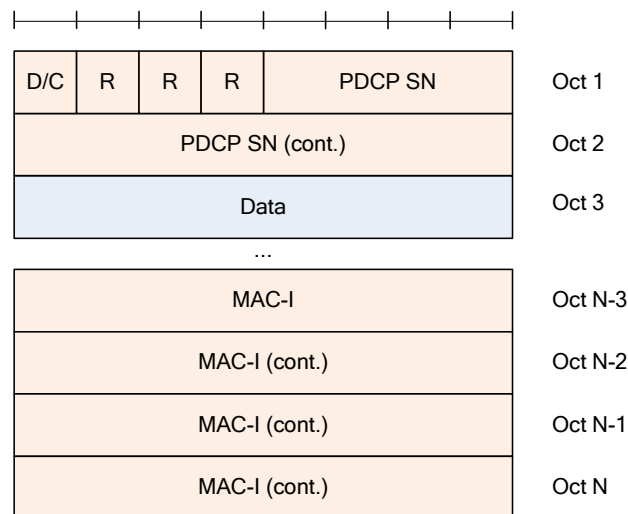 D/C R R R PDCP SN Oct 1
PDCP SN (cont.) Oct 2
Data Oct 3
...
MAC-I Oct N-3
MAC-I (cont.) Oct N-2
MAC-I (cont.) Oct N-1
MAC-I (cont.) Oct N